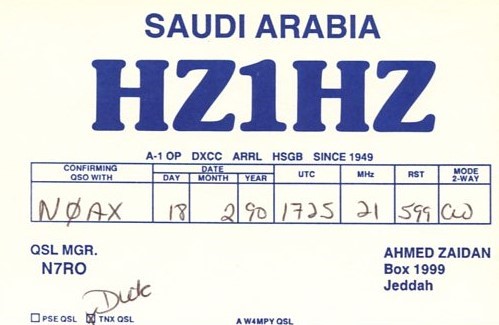 SAUDI ARABIA
HZ1HZ
A-1 OP DXCC ARRL HSGB SINCE 1949
CONFIRMING QSO WITH DATE DAY MONTH YEAR UTC MHz RST MODE 2-WAY
NØAX 18 2 90 1725 21 599 CW
QSL MGR.
N7RO
Dick
AHMED ZAIDAN
Box 1999
Jeddah
☐ PSE QSL ☒ TNX QSL
A W4MPY QSL